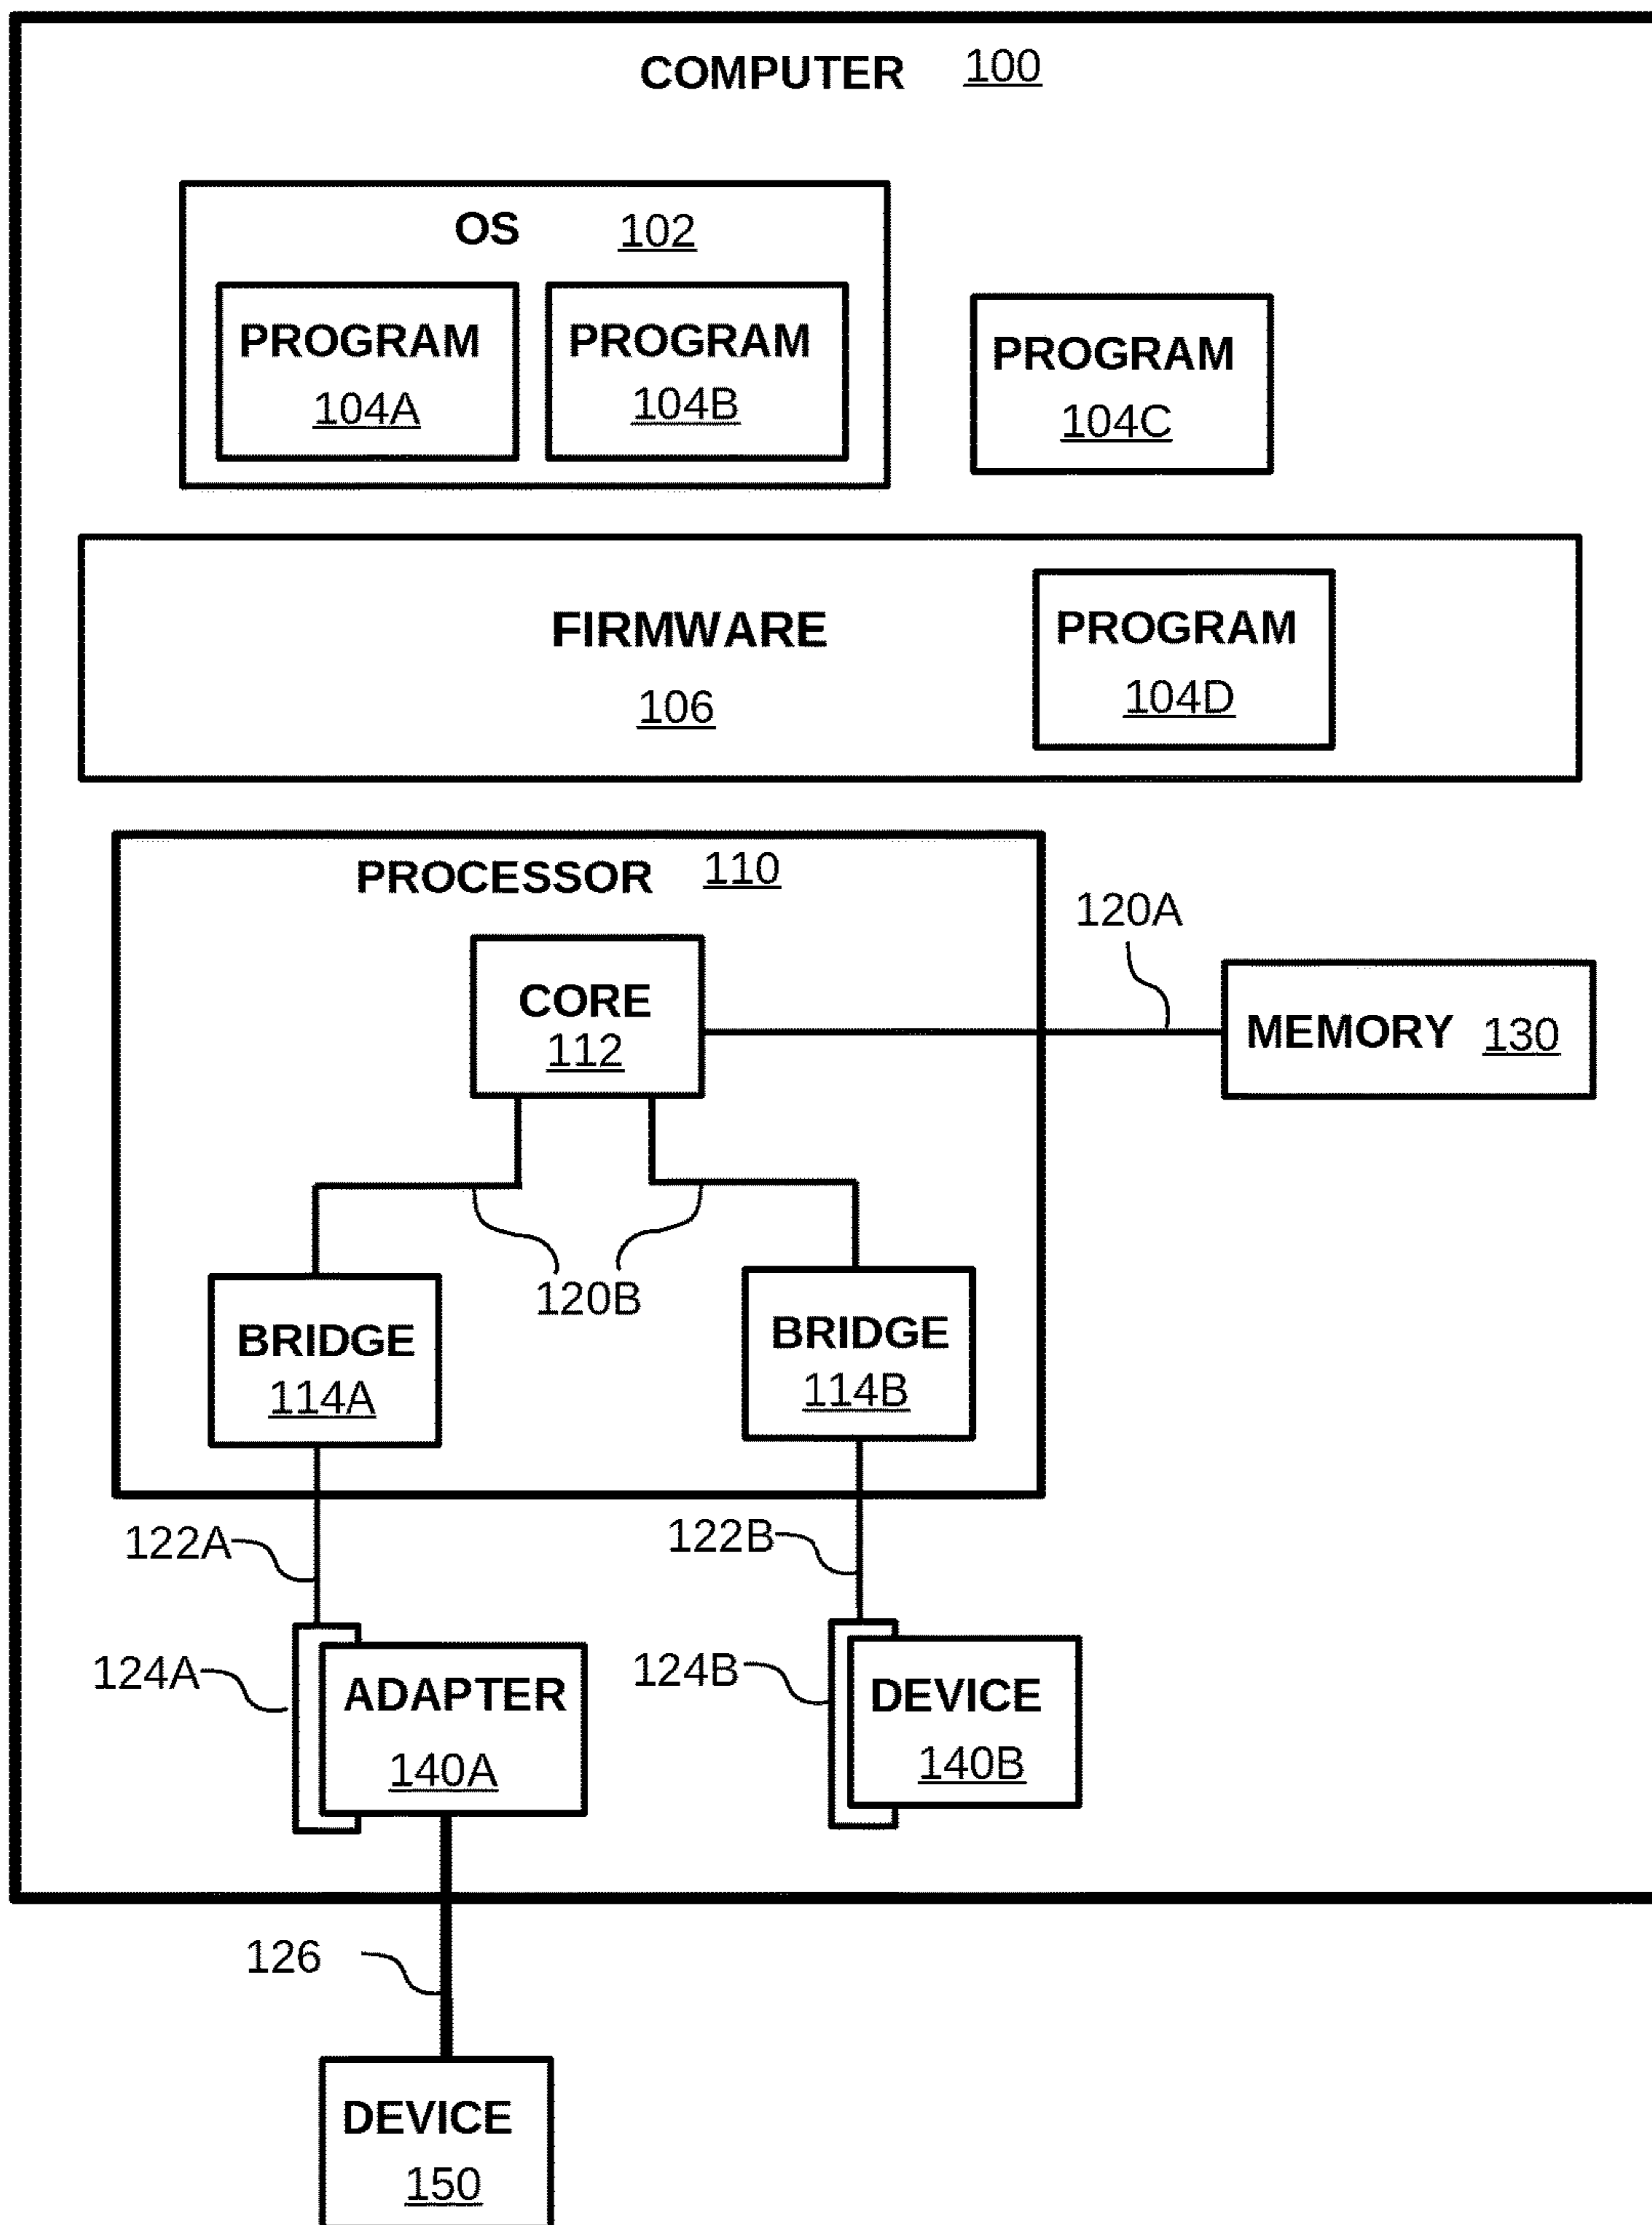 COMPUTER 100
OS 102
PROGRAM
104A
PROGRAM
104B
PROGRAM
104C
FIRMWARE
106
PROGRAM
104D
PROCESSOR 110
120A
CORE
112
MEMORY 130
120B
BRIDGE
114A
BRIDGE
114B
122A
122B
124A
ADAPTER
140A
124B
DEVICE
140B
126
DEVICE
150